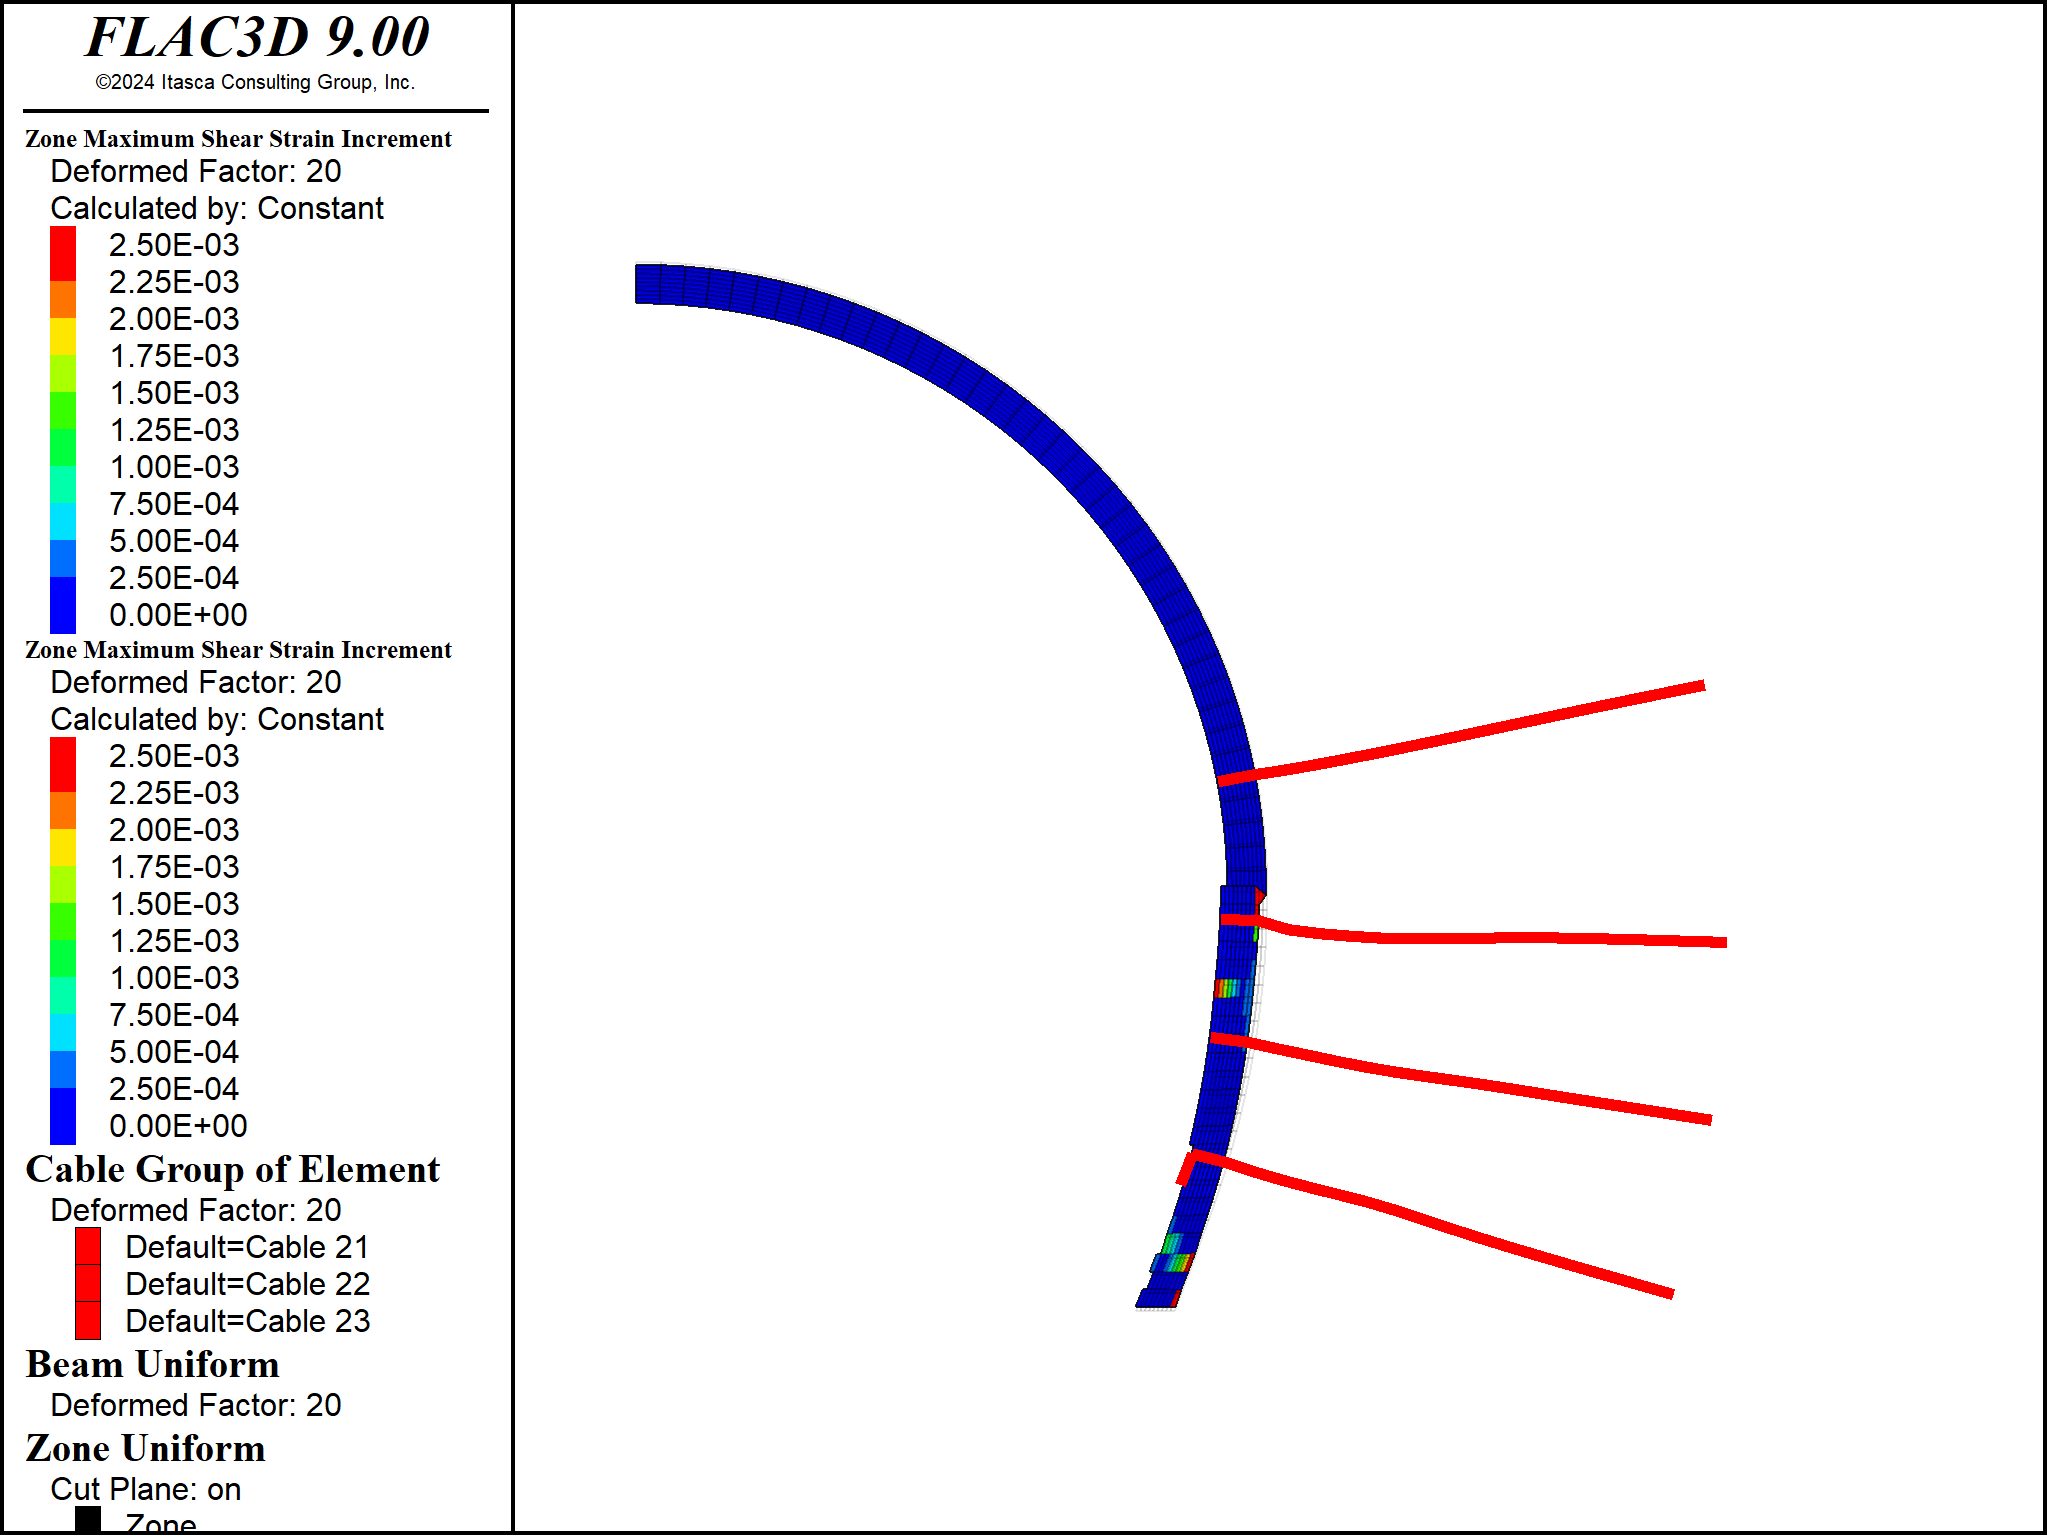 FLAC3D 9.00
©2024 Itasca Consulting Group, Inc.
Zone Maximum Shear Strain Increment
Deformed Factor: 20
Calculated by: Constant
2.50E-03
2.25E-03
2.00E-03
1.75E-03
1.50E-03
1.25E-03
1.00E-03
7.50E-04
5.00E-04
2.50E-04
0.00E+00
Zone Maximum Shear Strain Increment
Deformed Factor: 20
Calculated by: Constant
2.50E-03
2.25E-03
2.00E-03
1.75E-03
1.50E-03
1.25E-03
1.00E-03
7.50E-04
5.00E-04
2.50E-04
0.00E+00
Cable Group of Element
Deformed Factor: 20
Default=Cable 21
Default=Cable 22
Default=Cable 23
Beam Uniform
Deformed Factor: 20
Zone Uniform
Cut Plane: on
Zone